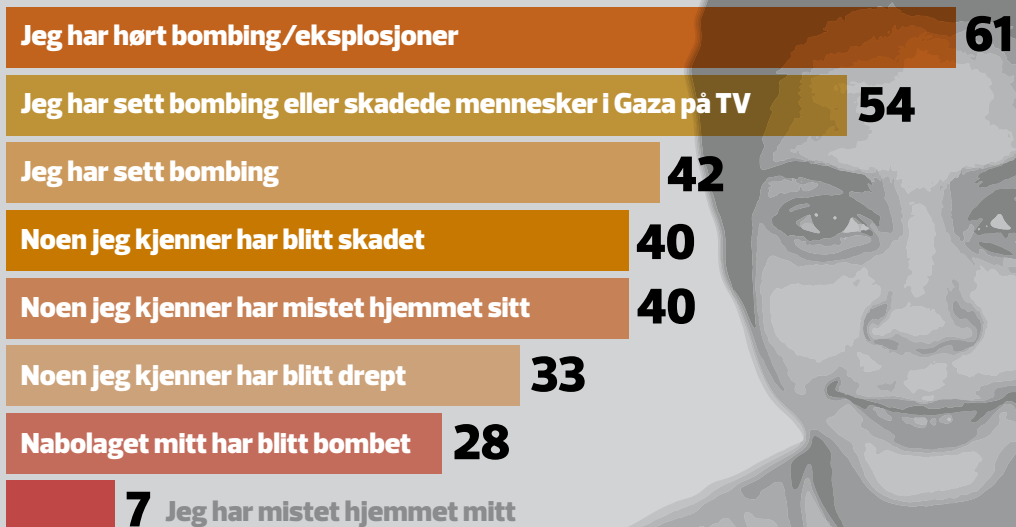 Jeg har hørt bombing/eksplosjoner 61
Jeg har sett bombing eller skadede mennesker i Gaza på TV 54
Jeg har sett bombing 42
Noen jeg kjenner har blitt skadet 40
Noen jeg kjenner har mistet hjemmet sitt 40
Noen jeg kjenner har blitt drept 33
Nabolaget mitt har blitt bombet 28
7 Jeg har mistet hjemmet mitt